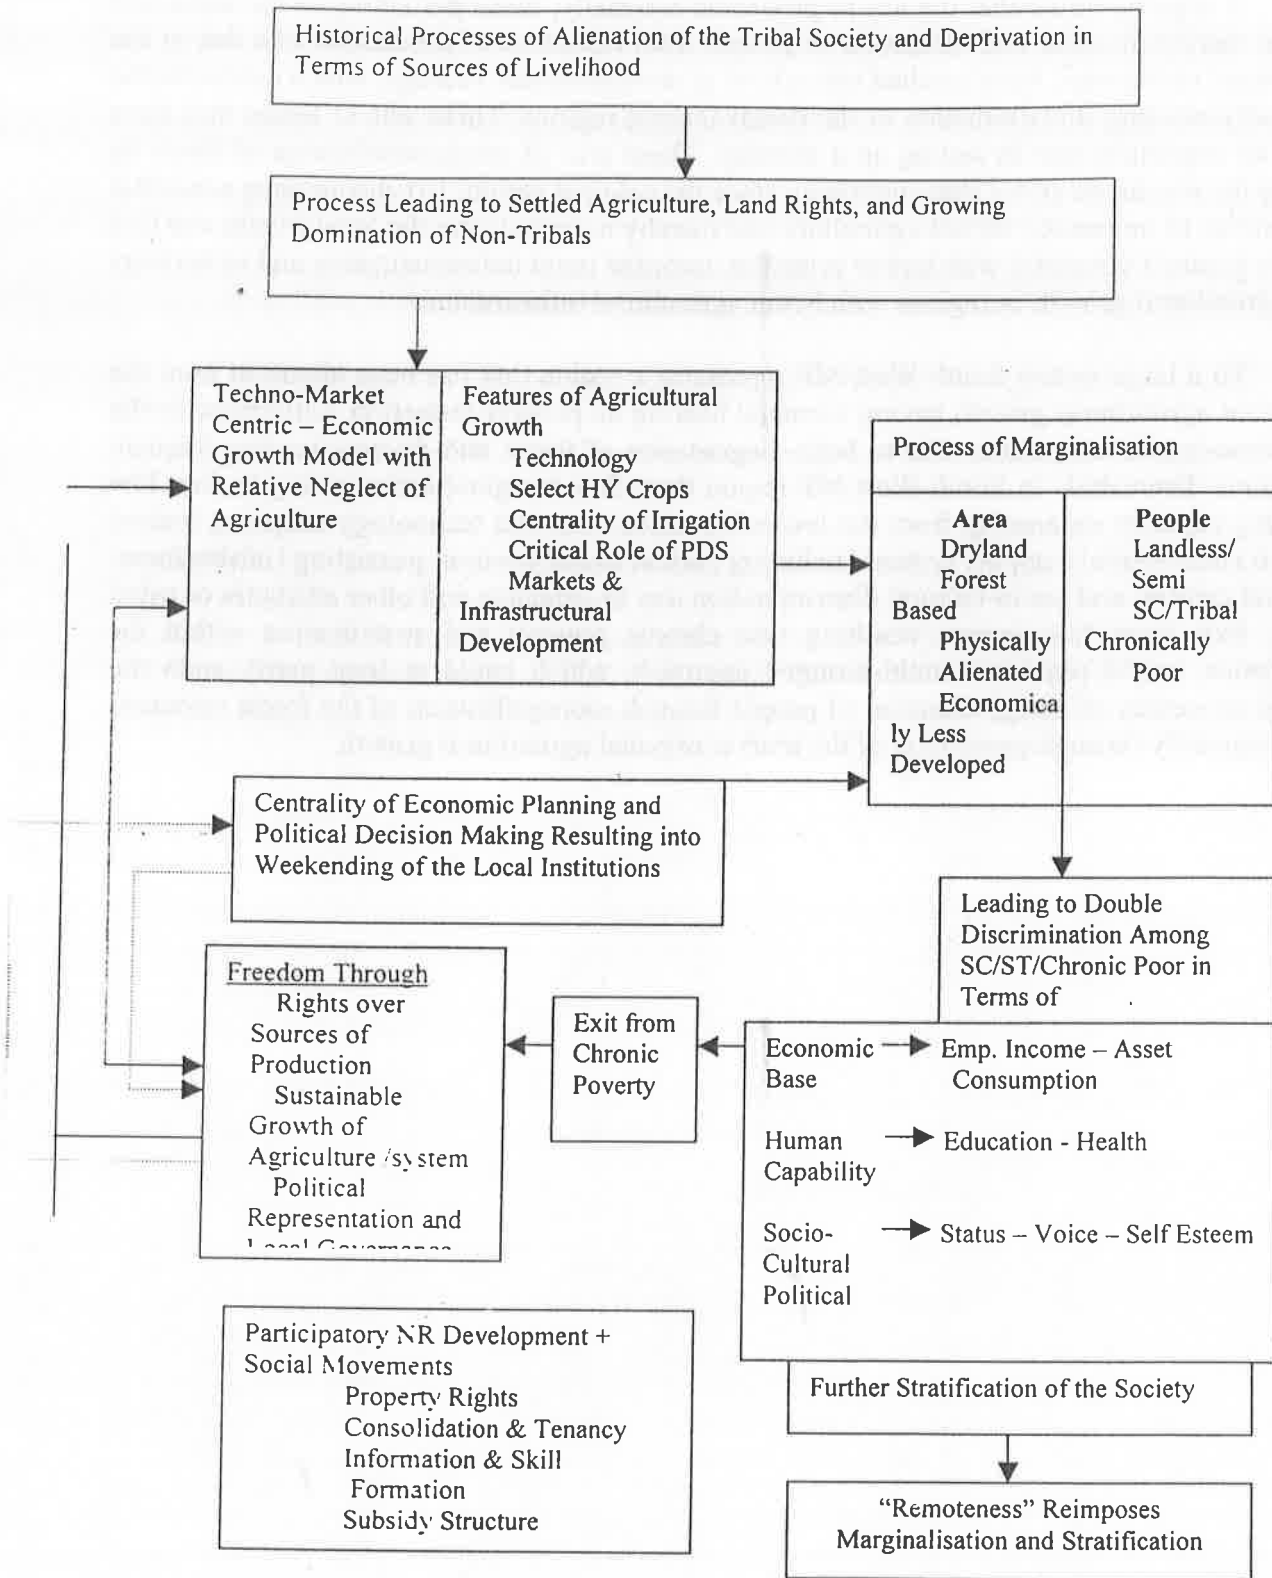 Historical Processes of Alienation of the Tribal Society and Deprivation in
Terms of Sources of Livelihood
Process Leading to Settled Agriculture, Land Rights, and Growing
Domination of Non-Tribals
Techno-Market
Centric – Economic
Growth Model with
Relative Neglect of
Agriculture
Features of Agricultural
Growth
Technology
Select HY Crops
Centrality of Irrigation
Critical Role of PDS
Markets &
Infrastructural
Development
Process of Marginalisation
Area
Dryland
Forest
Based
Physically
Alienated
Economica
ly Less
Developed
People
Landless/
Semi
SC/Tribal
Chronically
Poor
Centrality of Economic Planning and
Political Decision Making Resulting into
Weekending of the Local Institutions
Leading to Double
Discrimination Among
SC/ST/Chronic Poor in
Terms of
Freedom Through
Rights over
Sources of
Production
Sustainable
Growth of
Agriculture /system
Political
Representation and
Local Governance
Exit from
Chronic
Poverty
Economic
Base
Emp. Income – Asset
Consumption
Human
Capability
Education - Health
Socio-
Cultural
Political
Status – Voice – Self Esteem
Participatory NR Development +
Social Movements
Property Rights
Consolidation & Tenancy
Information & Skill
Formation
Subsidy Structure
Further Stratification of the Society
“Remoteness” Reimposes
Marginalisation and Stratification